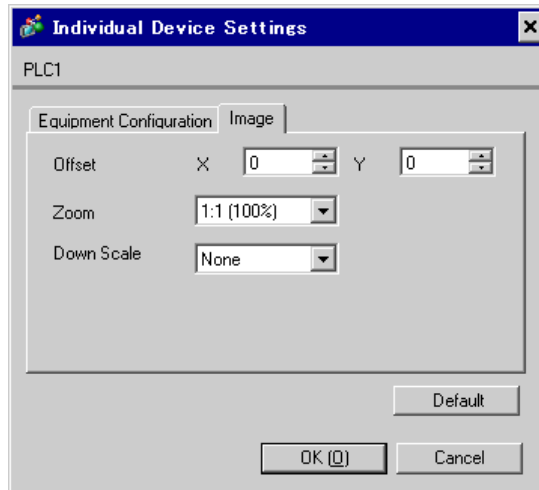 Individual Device Settings
PLC1
Equipment Configuration Image
Offset X 0 Y 0
Zoom 1:1 (100%)
Down Scale None
Default
OK (O) Cancel